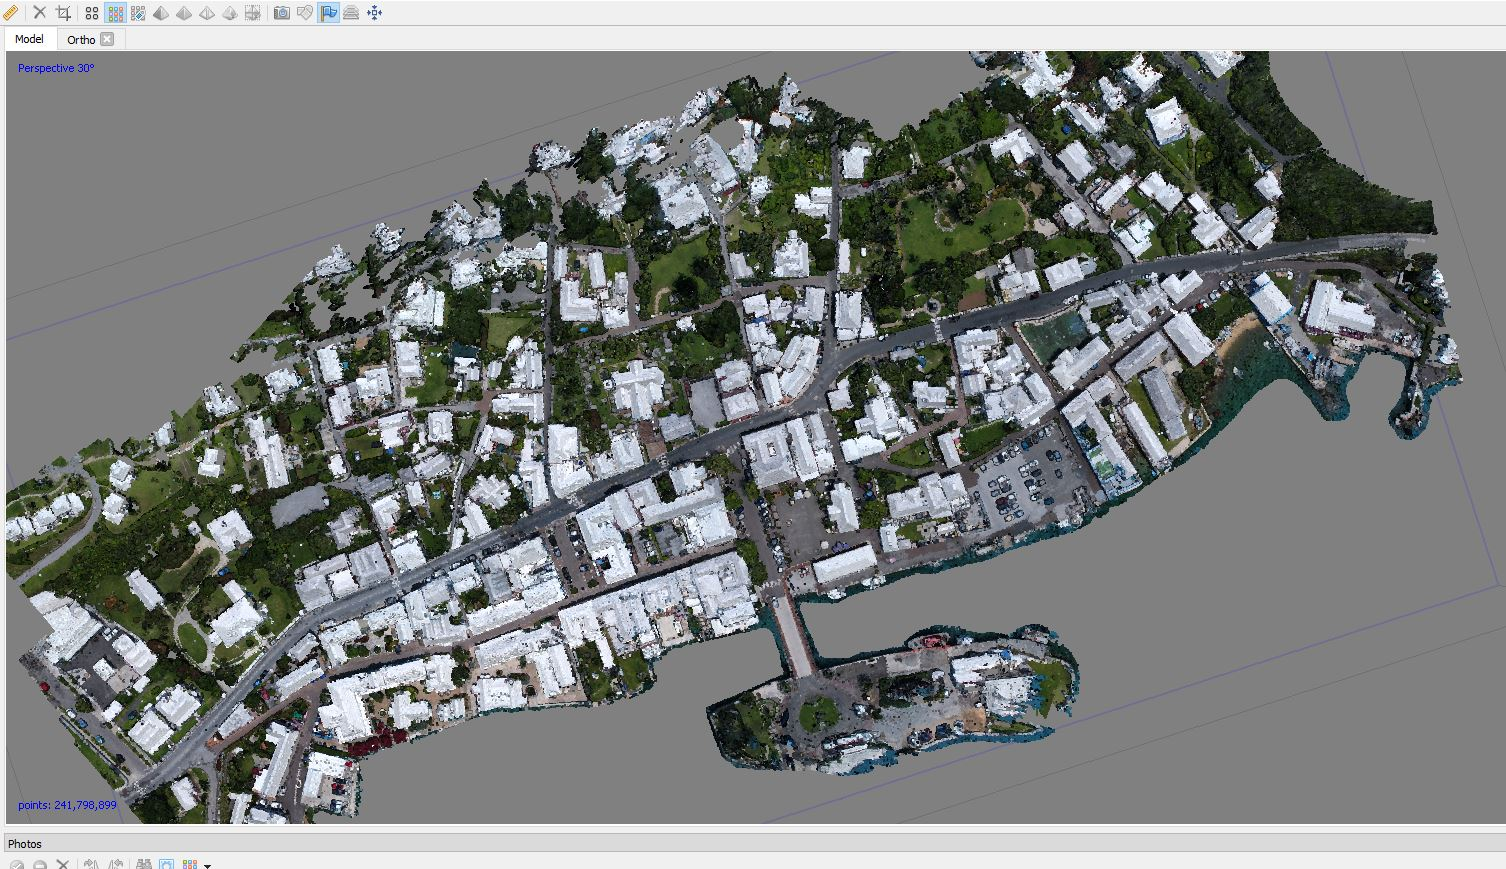 Model
Ortho
Perspective 30°
points: 241,798,899
Photos